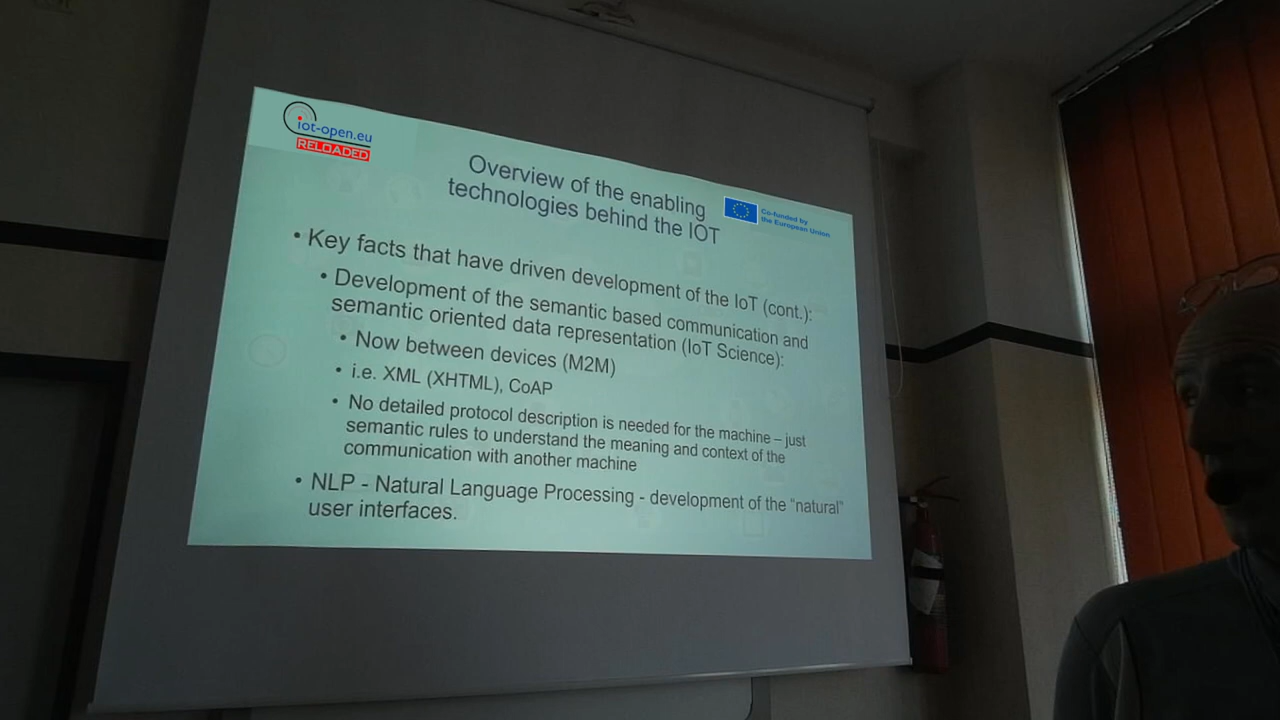 iot-open.eu
RELOADED
Overview of the enabling
technologies behind the IOT
Co-funded by
the European Union
• Key facts that have driven development of the IoT (cont.):
• Development of the semantic based communication and
semantic oriented data representation (IoT Science):
• Now between devices (M2M)
• i.e. XML (XHTML), CoAP
• No detailed protocol description is needed for the machine – just
semantic rules to understand the meaning and context of the
communication with another machine
• NLP - Natural Language Processing - development of the “natural”
user interfaces.